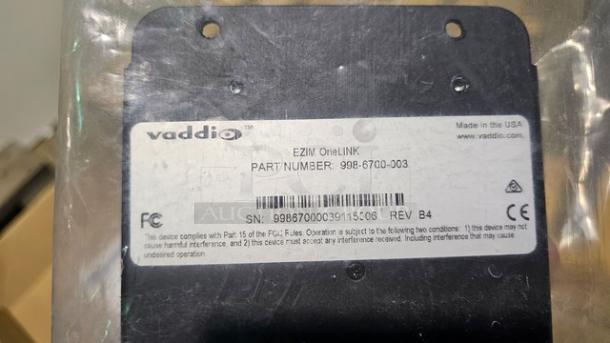 vaddio™
Made in the USA
www.vaddio.com
EZIM OneLINK
PART NUMBER: 998-6700-003
SN: 99867000039115006 REV B4
FC CE
This device complies with Part 15 of the FCC Rules. Operation is subject to the following two conditions: 1) this device may not
cause harmful interference, and 2) this device must accept any interference received. Including interference that may cause
undesired operation